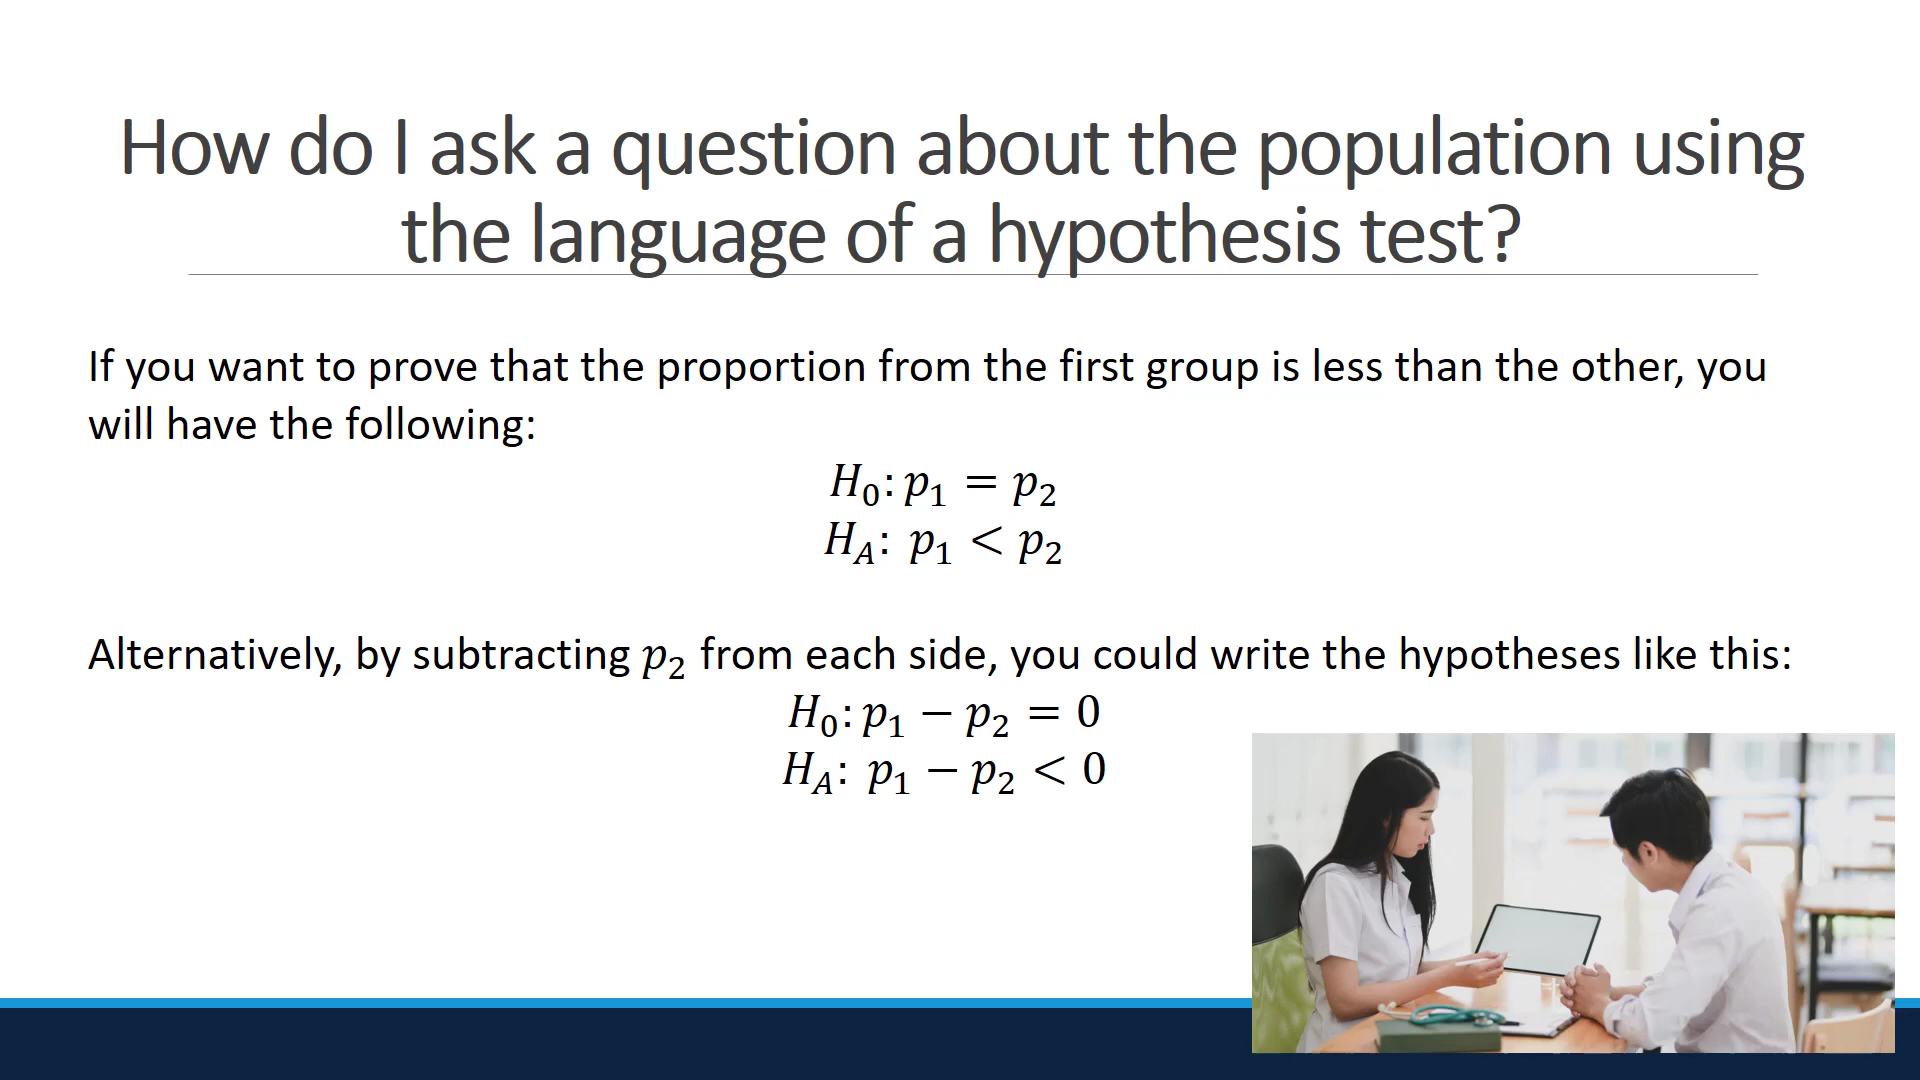 How do I ask a question about the population using
the language of a hypothesis test?
If you want to prove that the proportion from the first group is less than the other, you
will have the following:
H₀: p₁ = p₂
H_A: p₁ < p₂
Alternatively, by subtracting p₂ from each side, you could write the hypotheses like this:
H₀: p₁ − p₂ = 0
H_A: p₁ − p₂ < 0